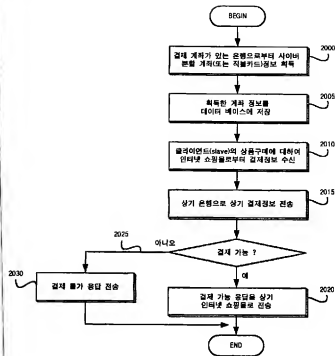 BEGIN
결제 계좌가 있는 은행으로부터 사이버
분할 계좌(또는 직불카드)정보 획득
2000
획득한 계좌 정보를
데이터 베이스에 저장
2005
클라이언트(slave)의 상품구매에 대하여
인터넷 쇼핑몰로부터 결제정보 수신
2010
상기 은행으로 상기 결제정보 전송
2015
2025
아니오
결제 가능 ?
예
2030
결제 불가 응답 전송
결제 가능 응답을 상기
인터넷 쇼핑몰로 전송
2020
END